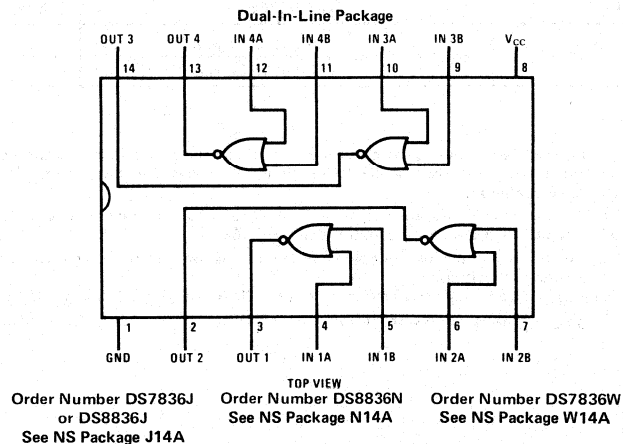 Dual-In-Line Package
OUT 3 OUT 4 IN 4A IN 4B IN 3A IN 3B VCC
14 13 12 11 10 9 8
1 2 3 4 5 6 7
GND OUT 2 OUT 1 IN 1A IN 1B IN 2A IN 2B
TOP VIEW
Order Number DS7836J
or DS8836J
See NS Package J14A
Order Number DS8836N
See NS Package N14A
Order Number DS7836W
See NS Package W14A